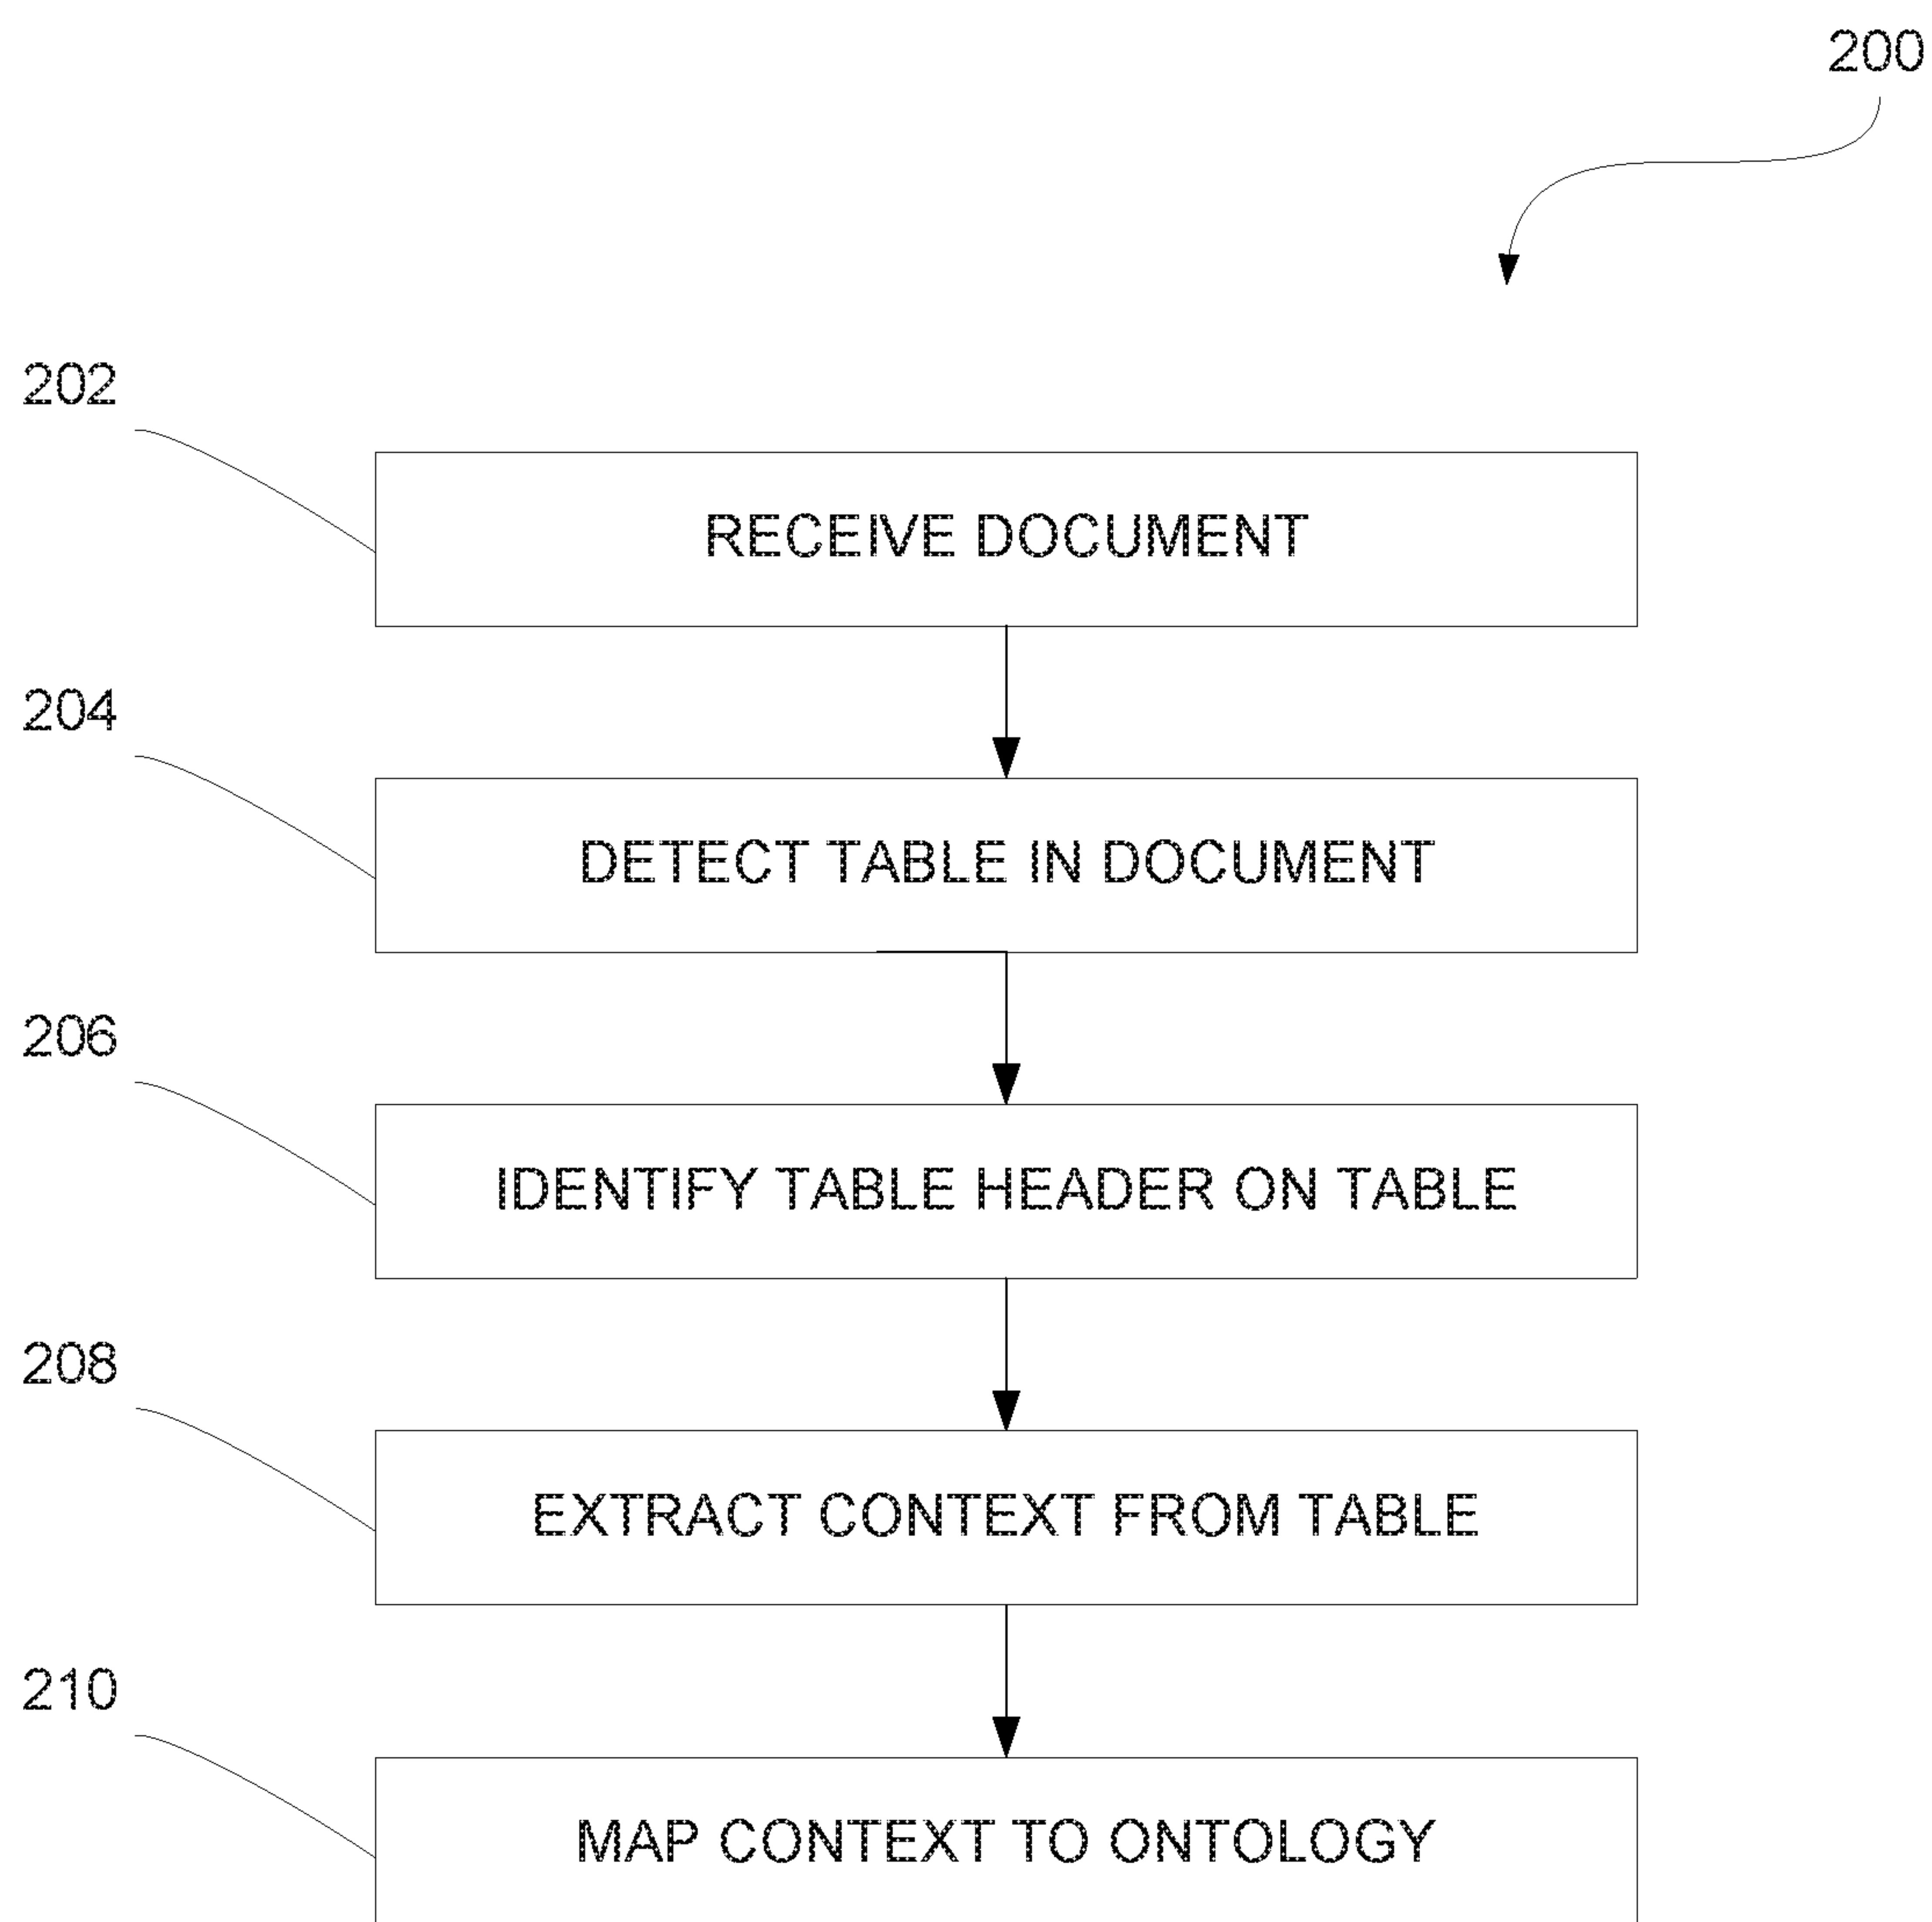 200
202
RECEIVE DOCUMENT
204
DETECT TABLE IN DOCUMENT
206
IDENTIFY TABLE HEADER ON TABLE
208
EXTRACT CONTEXT FROM TABLE
210
MAP CONTEXT TO ONTOLOGY